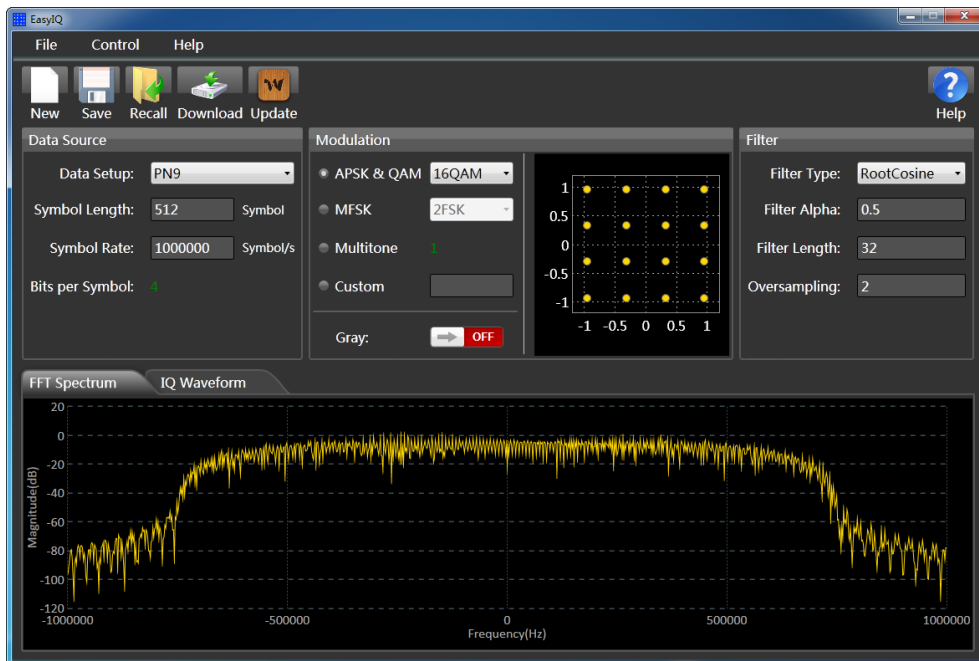 EasyIQ
File Control Help
New Save Recall Download Update Help
Data Source
Data Setup: PN9
Symbol Length: 512 Symbol
Symbol Rate: 1000000 Symbol/s
Bits per Symbol: 4
Modulation
APSK & QAM 16QAM
MFSK 2FSK
Multitone 1
Custom
Gray: OFF
1
0.5
0
-0.5
-1
-1 -0.5 0 0.5 1
Filter
Filter Type: RootCosine
Filter Alpha: 0.5
Filter Length: 32
Oversampling: 2
FFT Spectrum IQ Waveform
Magnitude(dB)
20
0
-20
-40
-60
-80
-100
-120
-1000000 -500000 0 500000 1000000
Frequency(Hz)